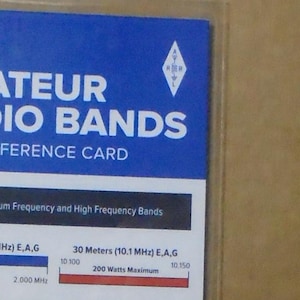 ATEUR
DIO BANDS
FERENCE CARD
um Frequency and High Frequency Bands
Hz) E,A,G
2.000 MHz
30 Meters (10.1 MHz) E,A,G
10.100 10.150
200 Watts Maximum